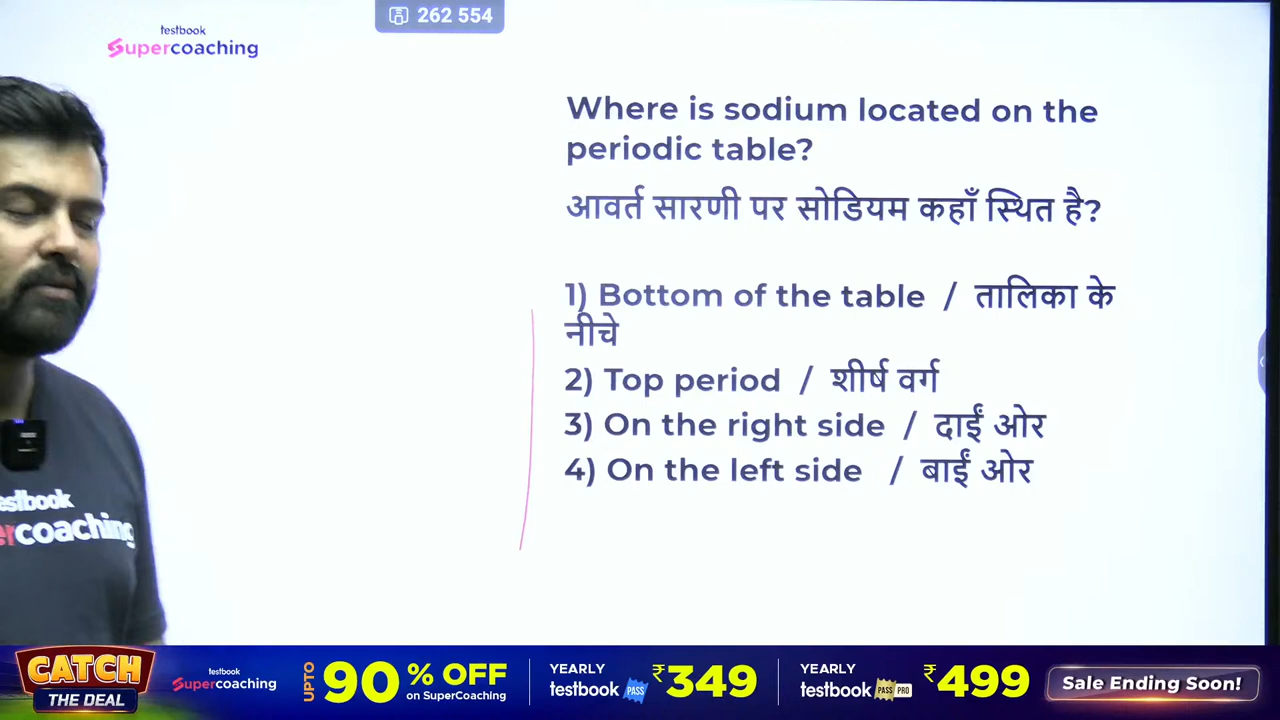 262 554
testbook
Supercoaching
Where is sodium located on the
periodic table?
आवर्त सारणी पर सोडियम कहाँ स्थित है?
1) Bottom of the table / तालिका के
नीचे
2) Top period / शीर्ष वर्ग
3) On the right side / दाईं ओर
4) On the left side / बाईं ओर
estbook
ercoaching
CATCH
THE DEAL
testbook
Supercoaching
UPTO 90 % OFF
on SuperCoaching
YEARLY
testbook PASS
₹349
YEARLY
testbook PASS PRO
₹499
Sale Ending Soon!